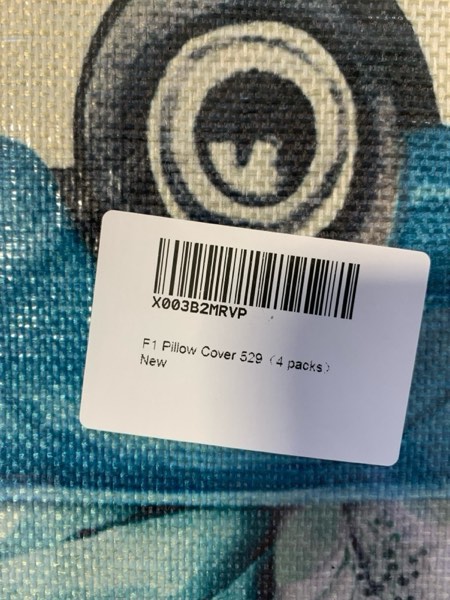 X003B2MRVP
F1 Pillow Cover 529（4 packs）
New